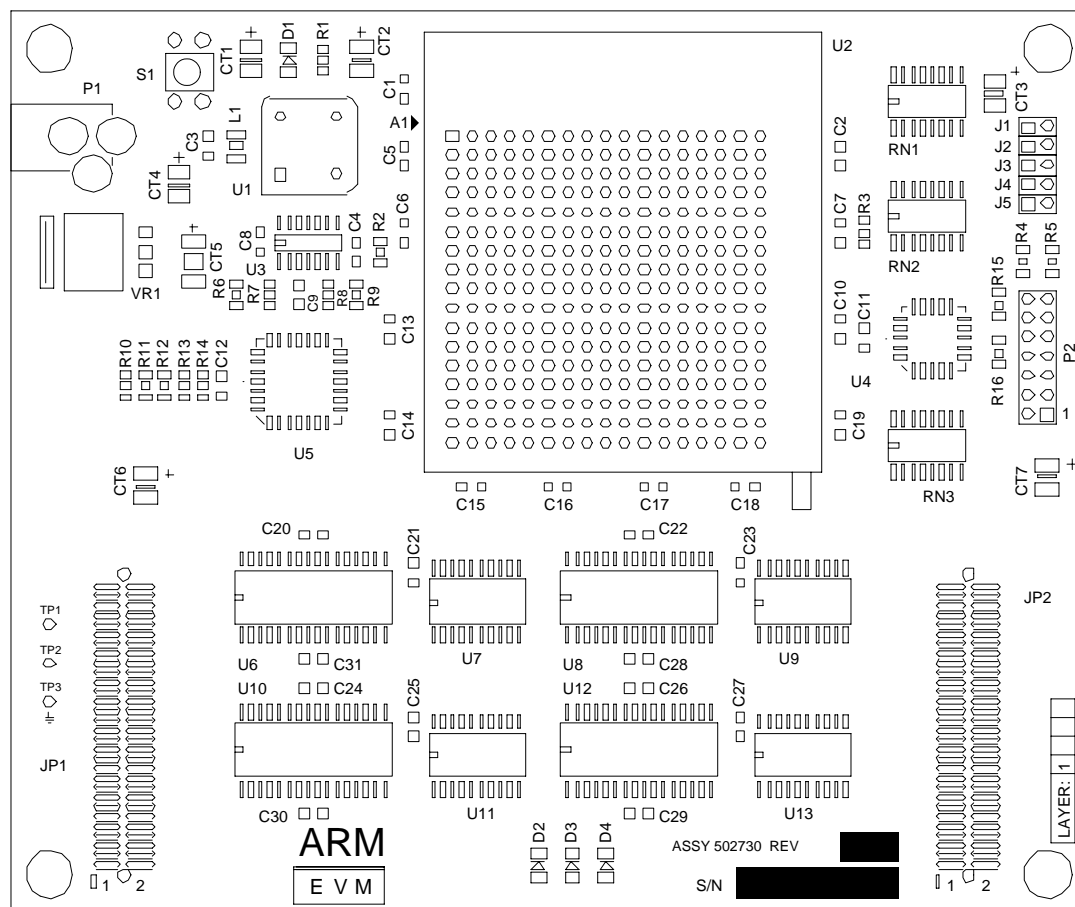 S1
CT1
D1
R1
CT2
U2
P1
C1
CT3
A1
J1
J2
J3
J4
J5
C3
L1
C5
C2
RN1
CT4
U1
C6
C7
R3
C8
U3
C4
R2
RN2
R4
R5
CT5
VR1
R6
R7
C9
R8
R9
C13
C10
C11
R15
P2
R10
R11
R12
R13
R14
C12
U4
R16
1
C14
C19
U5
CT6
C15
C16
C17
C18
RN3
CT7
C20
C21
C22
C23
TP1
TP2
TP3
JP2
U6
C31
U7
U8
C28
U9
U10
C24
C25
U12
C26
C27
JP1
LAYER: 1
C30
U11
C29
U13
ARM
E V M
D2
D3
D4
ASSY 502730 REV
S/N
1 2
1 2